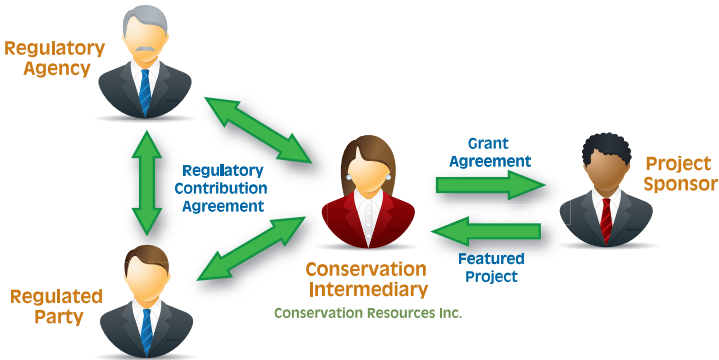 Regulatory
Agency
Regulatory
Contribution
Agreement
Grant
Agreement
Project
Sponsor
Featured
Project
Conservation
Intermediary
Conservation Resources Inc.
Regulated
Party